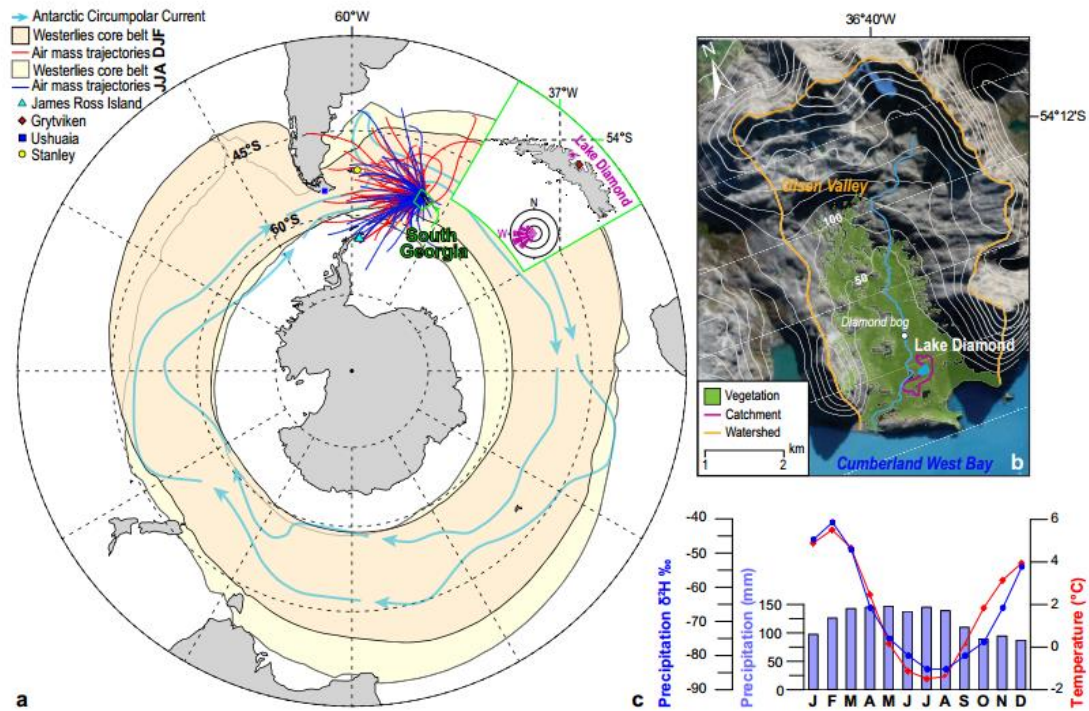 Antarctic Circumpolar Current
Westerlies core belt
Air mass trajectories
DJF
Westerlies core belt
Air mass trajectories
JJA
James Ross Island
Grytviken
Ushuaia
Stanley
60°W
45°S
60°S
South
Georgia
37°W
54°S
Lake Diamond
N
W
a
36°40
54°12'S
N
Olsen Valley
100
50
Diamond bog
Lake Diamond
Vegetation
Catchment
Watershed
km
1 2
Cumberland West Bay
b
c
Precipitation δ²H ‰
-40
-50
-60
-70
-80
-90
Precipitation (mm)
150
100
50
0
J F M A M J J A S O N D
6
4
2
0
-2
Temperature (°C)